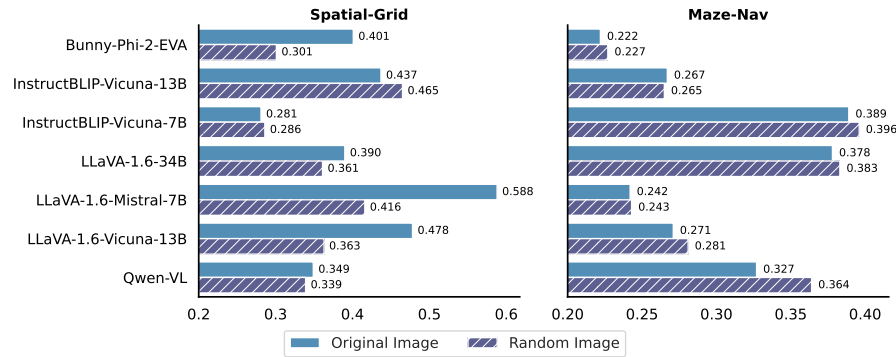 Spatial-Grid
Maze-Nav
Bunny-Phi-2-EVA
0.401
0.301
0.222
0.227
InstructBLIP-Vicuna-13B
0.437
0.465
0.267
0.265
InstructBLIP-Vicuna-7B
0.281
0.286
0.389
0.396
LLaVA-1.6-34B
0.390
0.361
0.378
0.383
LLaVA-1.6-Mistral-7B
0.588
0.416
0.242
0.243
LLaVA-1.6-Vicuna-13B
0.478
0.363
0.271
0.281
Qwen-VL
0.349
0.339
0.327
0.364
0.2 0.3 0.4 0.5 0.6
0.20 0.25 0.30 0.35 0.40
Original Image Random Image